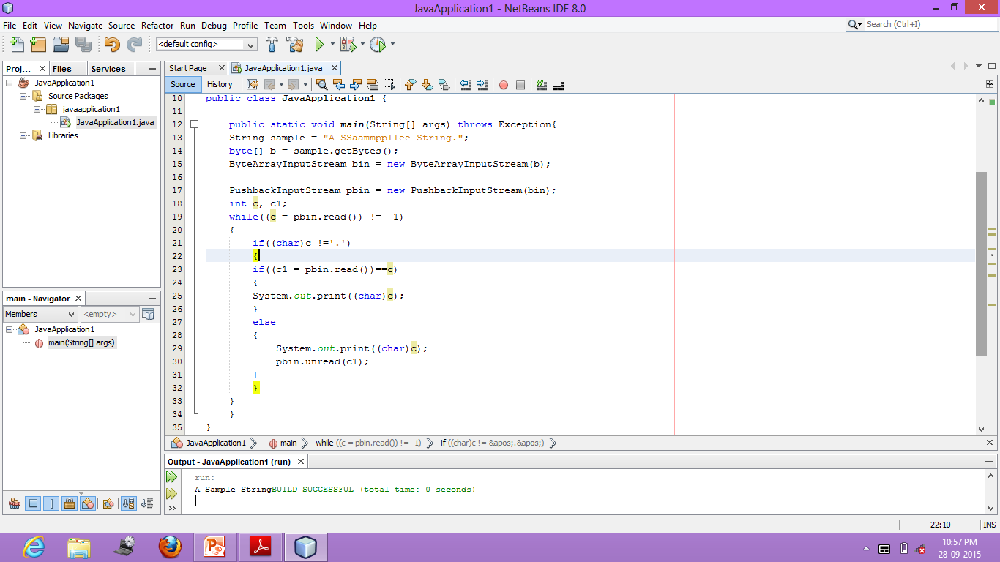 JavaApplication1 - NetBeans IDE 8.0
File Edit View Navigate Source Refactor Run Debug Profile Team Tools Window Help
Search (Ctrl+I)
<default config>
Proj... Files Services
JavaApplication1
Source Packages
javaapplication1
JavaApplication1.java
Libraries
main - Navigator
Members
<empty>
JavaApplication1
main(String[] args)
Start Page JavaApplication1.java
Source History
10 public class JavaApplication1 {
11
12 public static void main(String[] args) throws Exception{
13 String sample = "A SSaammppllee String.";
14 byte[] b = sample.getBytes();
15 ByteArrayInputStream bin = new ByteArrayInputStream(b);
16
17 PushbackInputStream pbin = new PushbackInputStream(bin);
18 int c, c1;
19 while((c = pbin.read()) != -1)
20 {
21 if((char)c !='.')
22 {
23 if((c1 = pbin.read())==c)
24 {
25 System.out.print((char)c);
26 }
27 else
28 {
29 System.out.print((char)c);
30 pbin.unread(c1);
31 }
32 }
33 }
34 }
35 }
JavaApplication1 main while ((c = pbin.read()) != -1) if ((char)c != &apos;.&apos;)
Output - JavaApplication1 (run)
run:
A Sample StringBUILD SUCCESSFUL (total time: 0 seconds)
22:10 INS
10:57 PM
28-09-2015